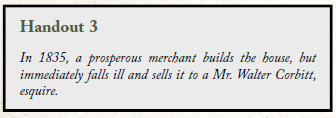 Handout 3
In 1835, a prosperous merchant builds the house, but
immediately falls ill and sells it to a Mr. Walter Corbitt,
esquire.